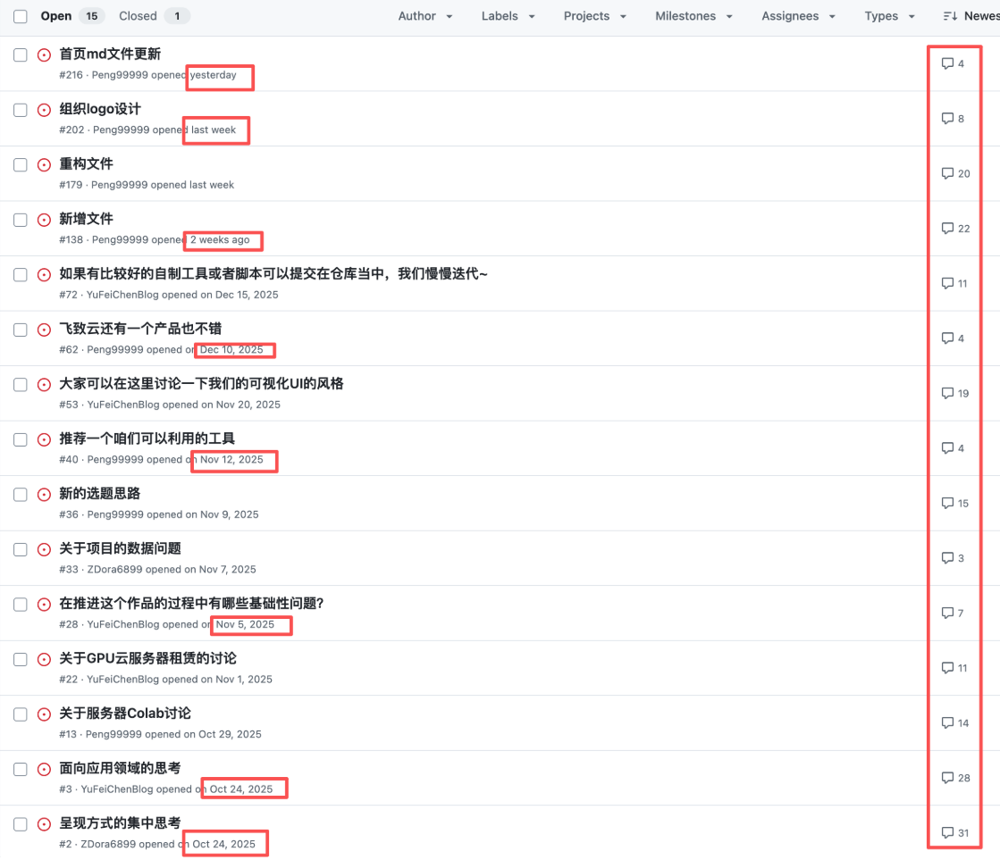 Open 15 Closed 1 Author Labels Projects Milestones Assignees Types Newes
首页md文件更新 4
#216 · Peng99999 opened yesterday
组织logo设计 8
#202 · Peng99999 opened last week
重构文件 20
#179 · Peng99999 opened last week
新增文件 22
#138 · Peng99999 opened 2 weeks ago
如果有比较好的自制工具或者脚本可以提交在仓库当中，我们慢慢迭代~ 11
#72 · YuFeiChenBlog opened on Dec 15, 2025
飞致云还有一个产品也不错 4
#62 · Peng99999 opened on Dec 10, 2025
大家可以在这里讨论一下我们的可视化UI的风格 19
#53 · YuFeiChenBlog opened on Nov 20, 2025
推荐一个咱们可以利用的工具 4
#40 · Peng99999 opened on Nov 12, 2025
新的选题思路 15
#36 · Peng99999 opened on Nov 9, 2025
关于项目的数据问题 3
#33 · ZDora6899 opened on Nov 7, 2025
在推进这个作品的过程中有哪些基础性问题? 7
#28 · YuFeiChenBlog opened on Nov 5, 2025
关于GPU云服务器租赁的讨论 11
#22 · YuFeiChenBlog opened on Nov 1, 2025
关于服务器Colab讨论 14
#13 · Peng99999 opened on Oct 29, 2025
面向应用领域的思考 28
#3 · YuFeiChenBlog opened on Oct 24, 2025
呈现方式的集中思考 31
#2 · ZDora6899 opened on Oct 24, 2025